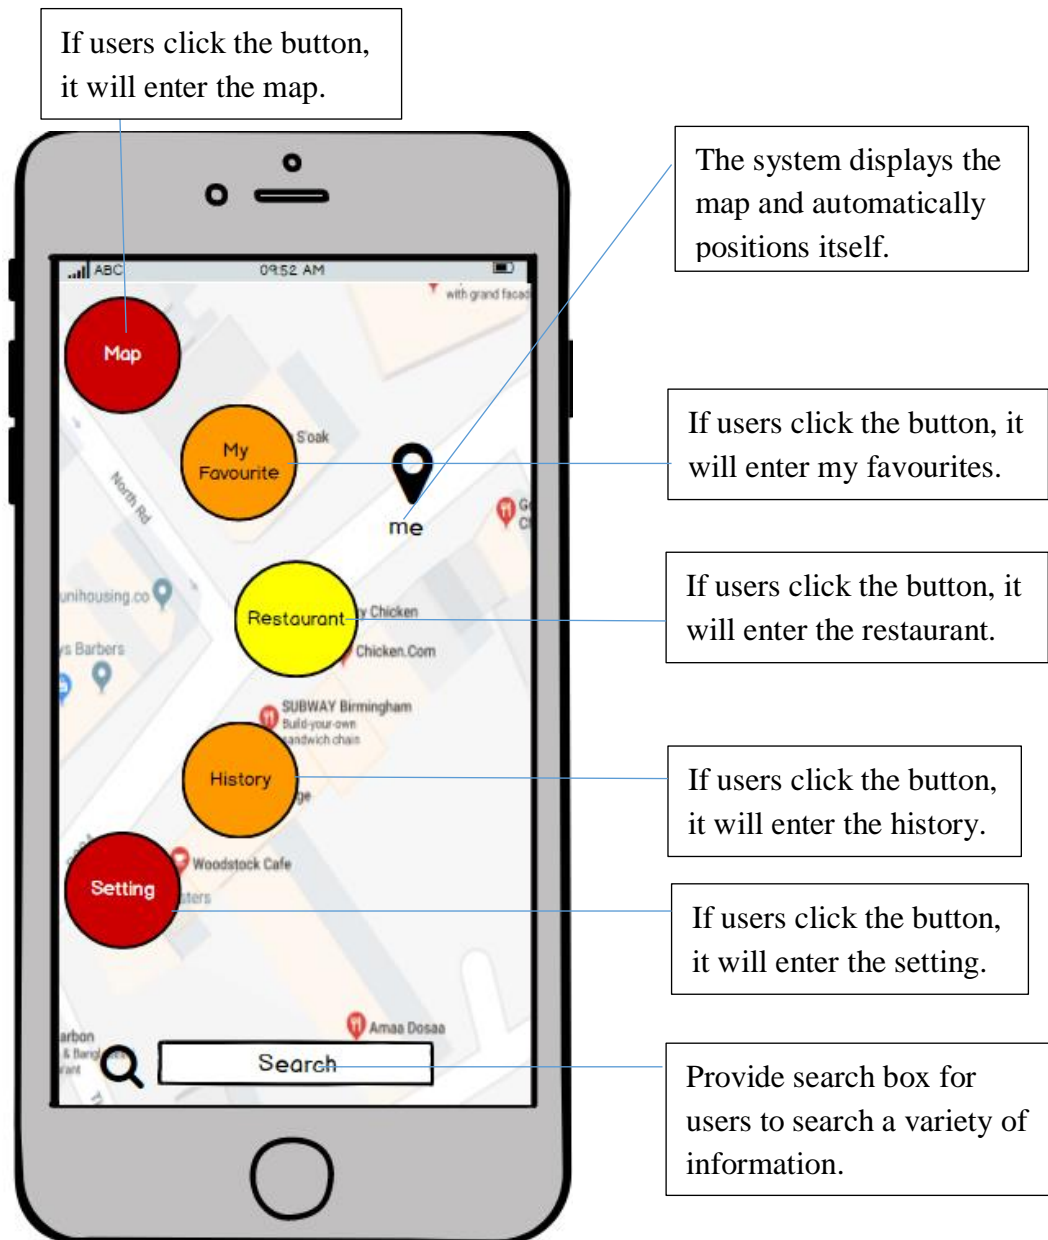 If users click the button,
it will enter the map.
The system displays the
map and automatically
positions itself.
ABC
09:52 AM
with grand facad
Map
My
Favourite
S'oak
If users click the button, it
will enter my favourites.
North Rd
me
unihousing.co
Restaurant
y Chicken
If users click the button, it
will enter the restaurant.
ys Barbers
Chicken.Com
SUBWAY Birmingham
Build-your-own
sandwich chain
History
ge
If users click the button,
it will enter the history.
Woodstock Cafe
Setting
sters
If users click the button,
it will enter the setting.
Amaa Dosaa
arbon
Search
Provide search box for
users to search a variety of
information.